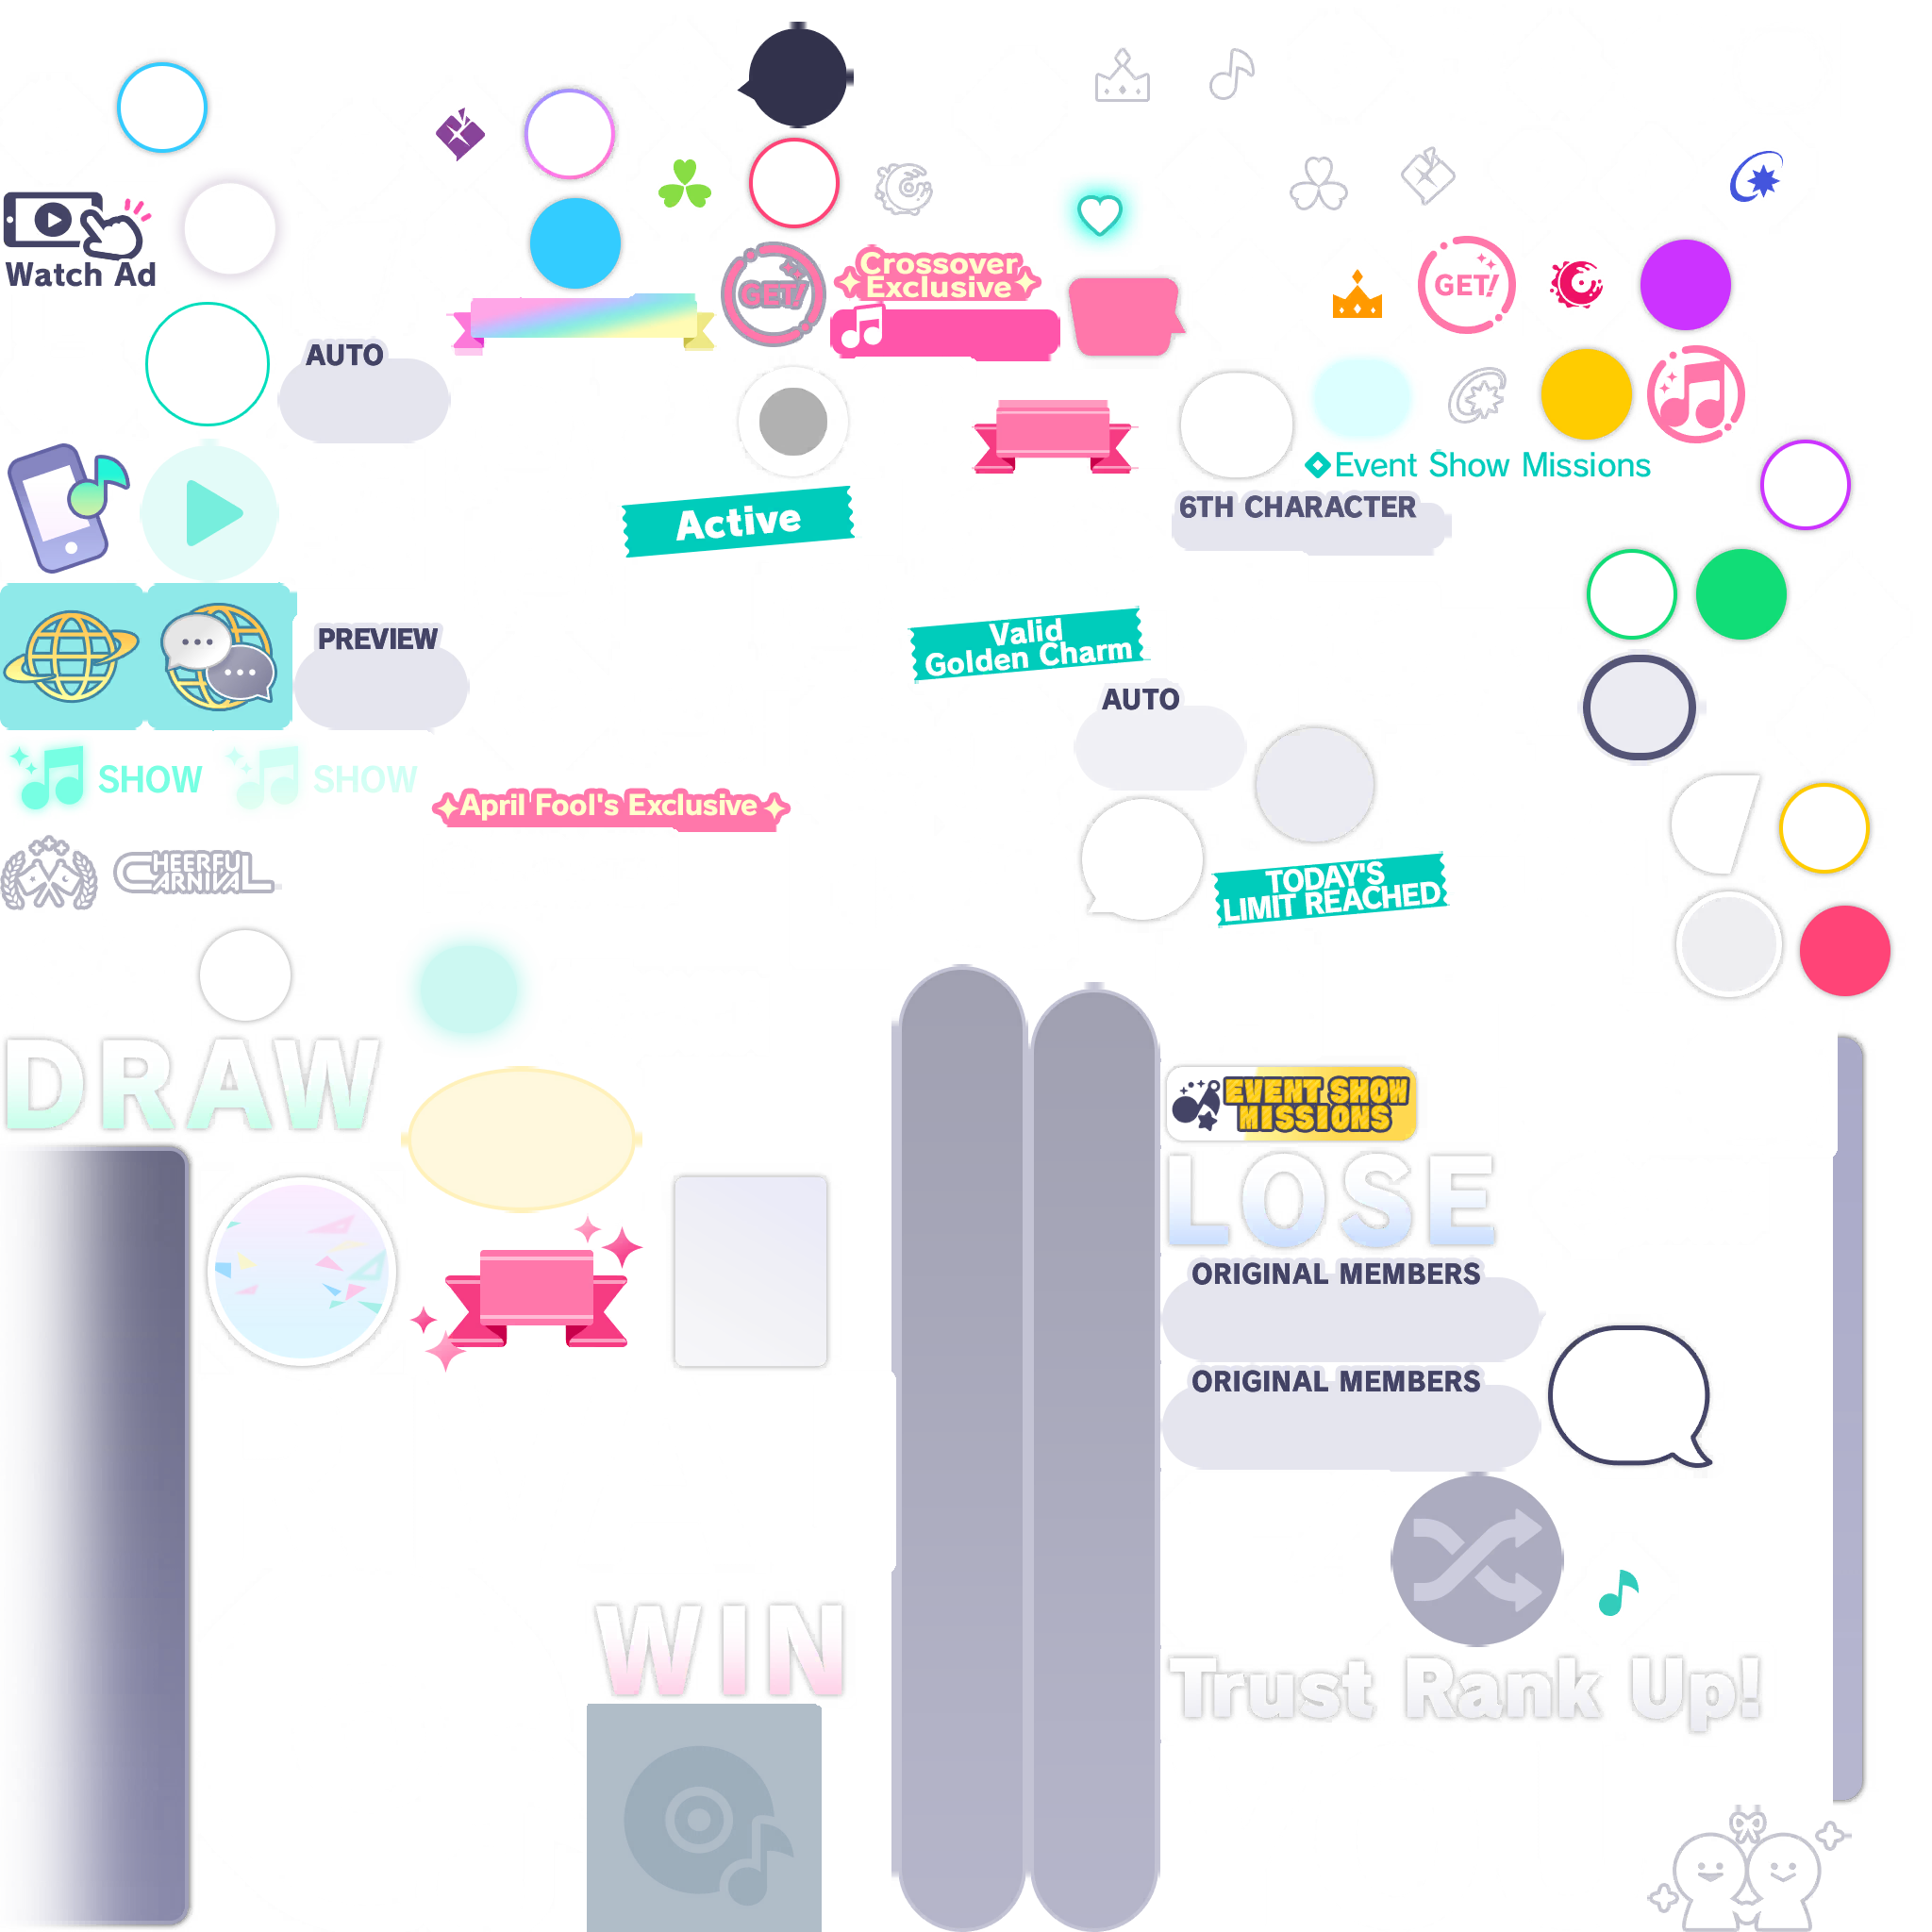 Watch Ad
GET!
Crossover
Exclusive
GET!
AUTO
Event Show Missions
6TH CHARACTER
Active
PREVIEW
Valid
Golden Charm
AUTO
SHOW
SHOW
April Fool's Exclusive
CHEERFUL
CARNIVAL
TODAY'S
LIMIT REACHED
DRAW
EVENT SHOW
MISSIONS
LOSE
ORIGINAL MEMBERS
ORIGINAL MEMBERS
WIN
Trust Rank Up!